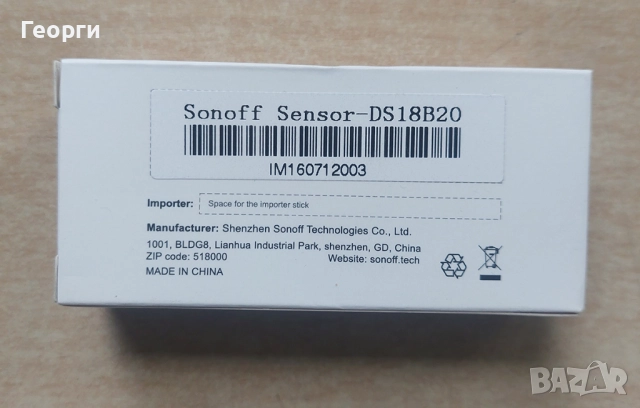 Георги
Sonoff Sensor-DS18B20
IM160712003
Importer: Space for the importer stick
Manufacturer: Shenzhen Sonoff Technologies Co., Ltd.
1001, BLDG8, Lianhua Industrial Park, shenzhen, GD, China
ZIP code: 518000 Website: sonoff.tech
MADE IN CHINA
BAZAR